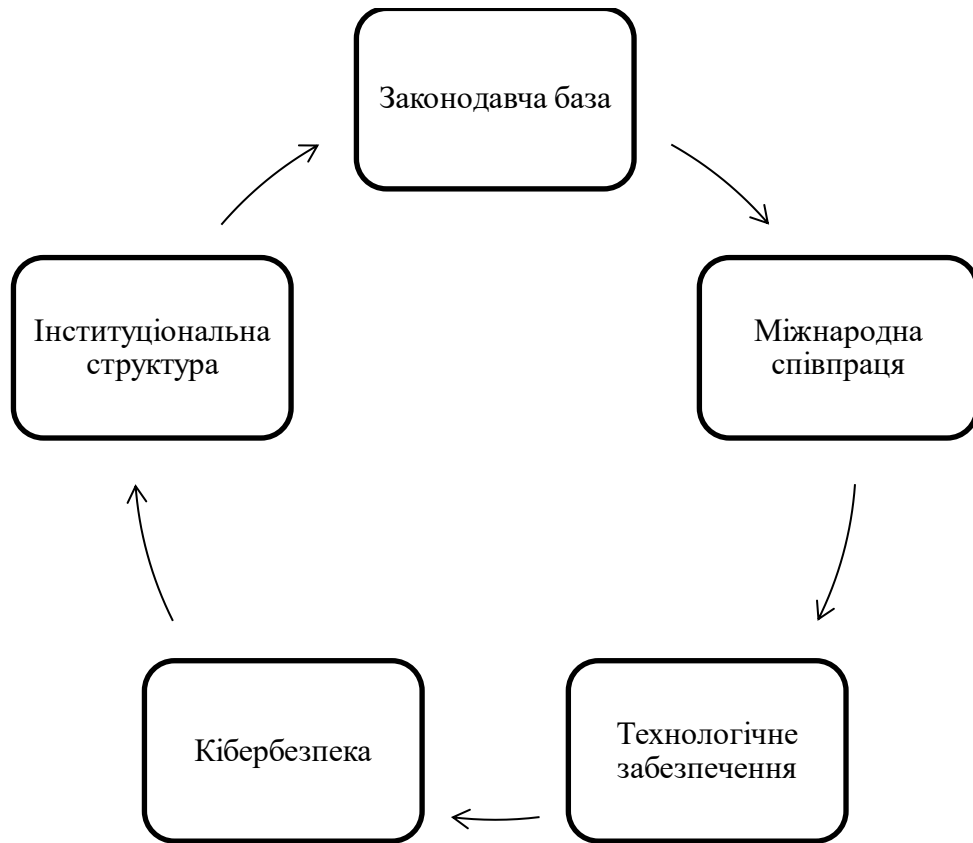 Законодавча база
Міжнародна
співпраця
Технологічне
забезпечення
Кібербезпека
Інституціональна
структура